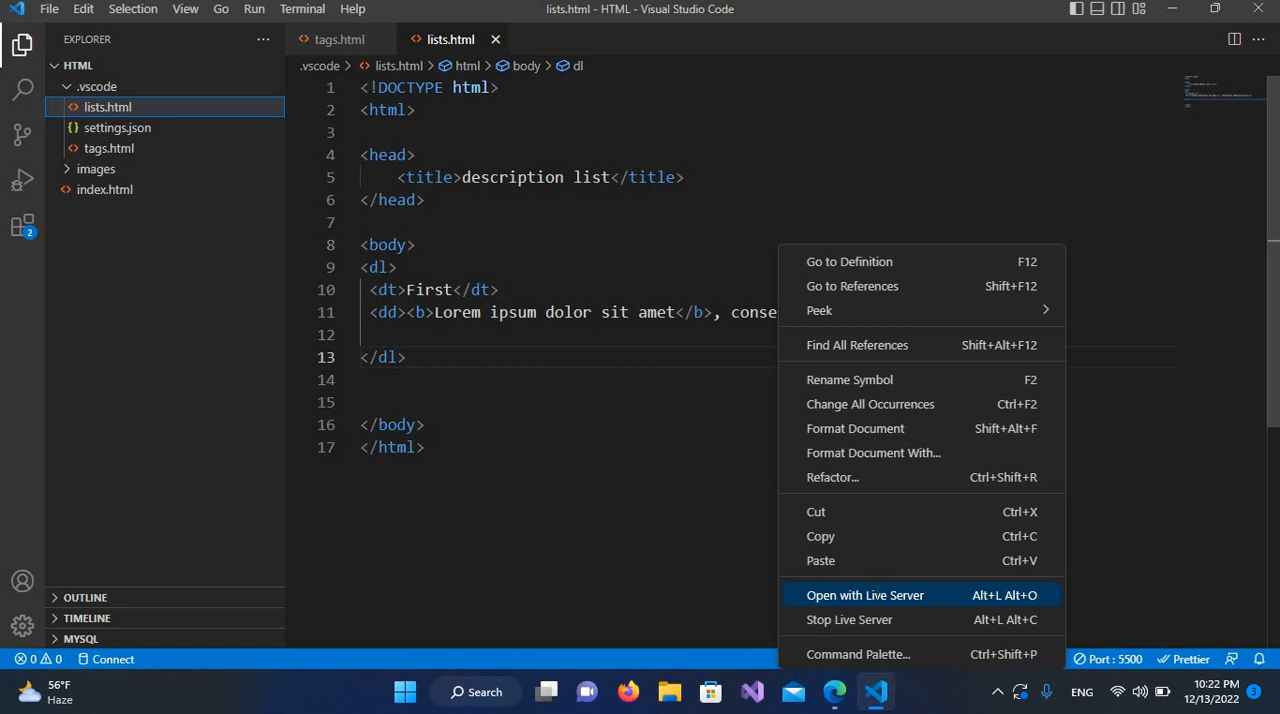 File Edit Selection View Go Run Terminal Help lists.html - HTML - Visual Studio Code
EXPLORER
HTML
.vscode
lists.html
settings.json
tags.html
images
index.html
OUTLINE
TIMELINE
MYSQL
2
tags.html lists.html
.vscode > lists.html > html > body > dl
1 <!DOCTYPE html>
2 <html>
3
4 <head>
5 <title>description list</title>
6 </head>
7
8 <body>
9 <dl>
10 <dt>First</dt>
11 <dd><b>Lorem ipsum dolor sit amet</b>, conse
12
13 </dl>
14
15
16 </body>
17 </html>
Go to Definition F12
Go to References Shift+F12
Peek
Find All References Shift+Alt+F12
Rename Symbol F2
Change All Occurrences Ctrl+F2
Format Document Shift+Alt+F
Format Document With...
Refactor... Ctrl+Shift+R
Cut Ctrl+X
Copy Ctrl+C
Paste Ctrl+V
Open with Live Server Alt+L Alt+O
Stop Live Server Alt+L Alt+C
Command Palette... Ctrl+Shift+P
0 0 Connect Port : 5500 Prettier
56°F
Haze
Search
ENG
10:22 PM
12/13/2022
3